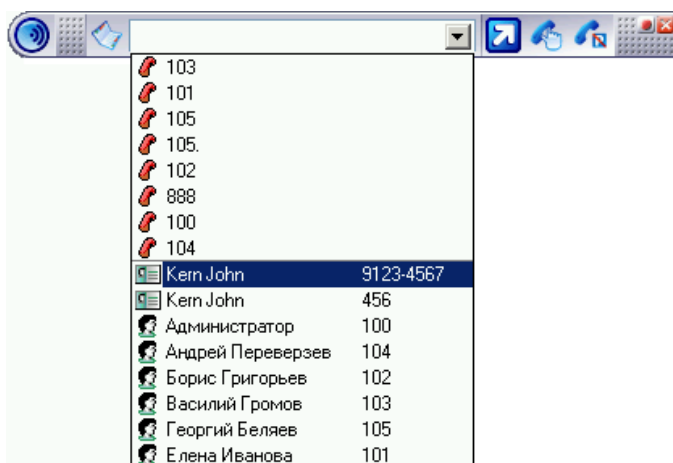 103
101
105
105.
102
888
100
104
Kern John 9123-4567
Kern John 456
Администратор 100
Андрей Переверзев 104
Борис Григорьев 102
Василий Громов 103
Георгий Беляев 105
Елена Иванова 101